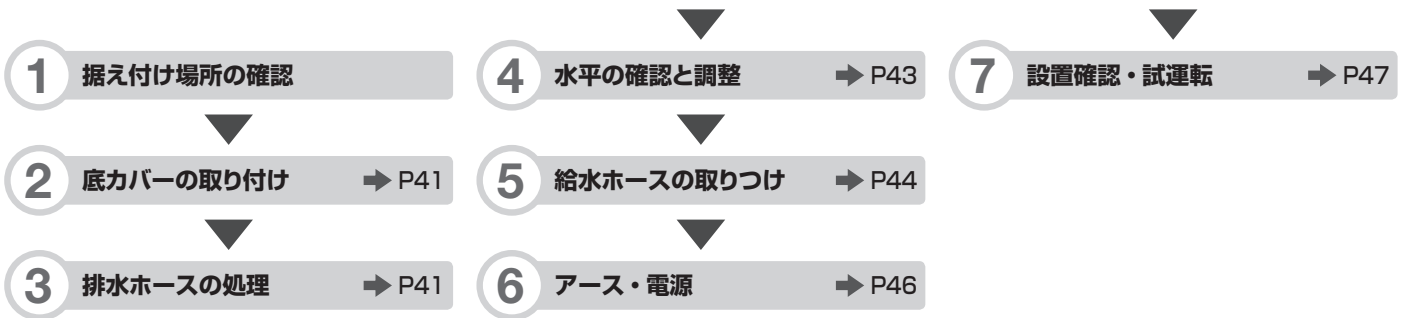 1 据え付け場所の確認
2 底カバーの取り付け ➡ P41
3 排水ホースの処理 ➡ P41
4 水平の確認と調整 ➡ P43
5 給水ホースの取りつけ ➡ P44
6 アース・電源 ➡ P46
7 設置確認・試運転 ➡ P47